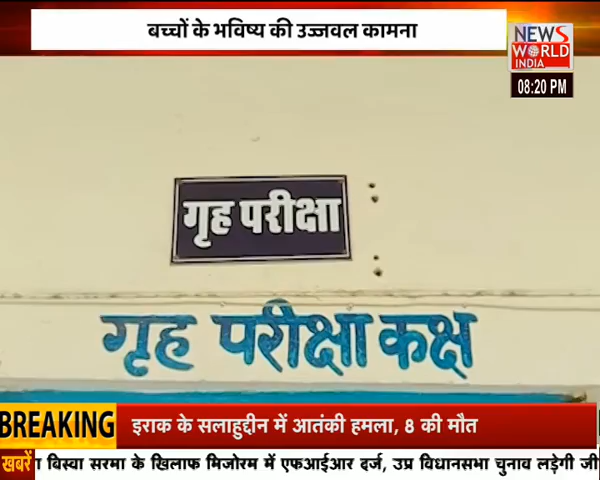 बच्चों के भविष्य की उज्जवल कामना
NEWS
WORLD
INDIA
08:20 PM
गृह परीक्षा
गृह परीक्षा कक्ष
BREAKING
इराक के सलाहुद्दीन में आतंकी हमला, 8 की मौत
खबरें
बिस्वा सरमा के खिलाफ मिजोरम में एफआईआर दर्ज, उप्र विधानसभा चुनाव लड़ेगी